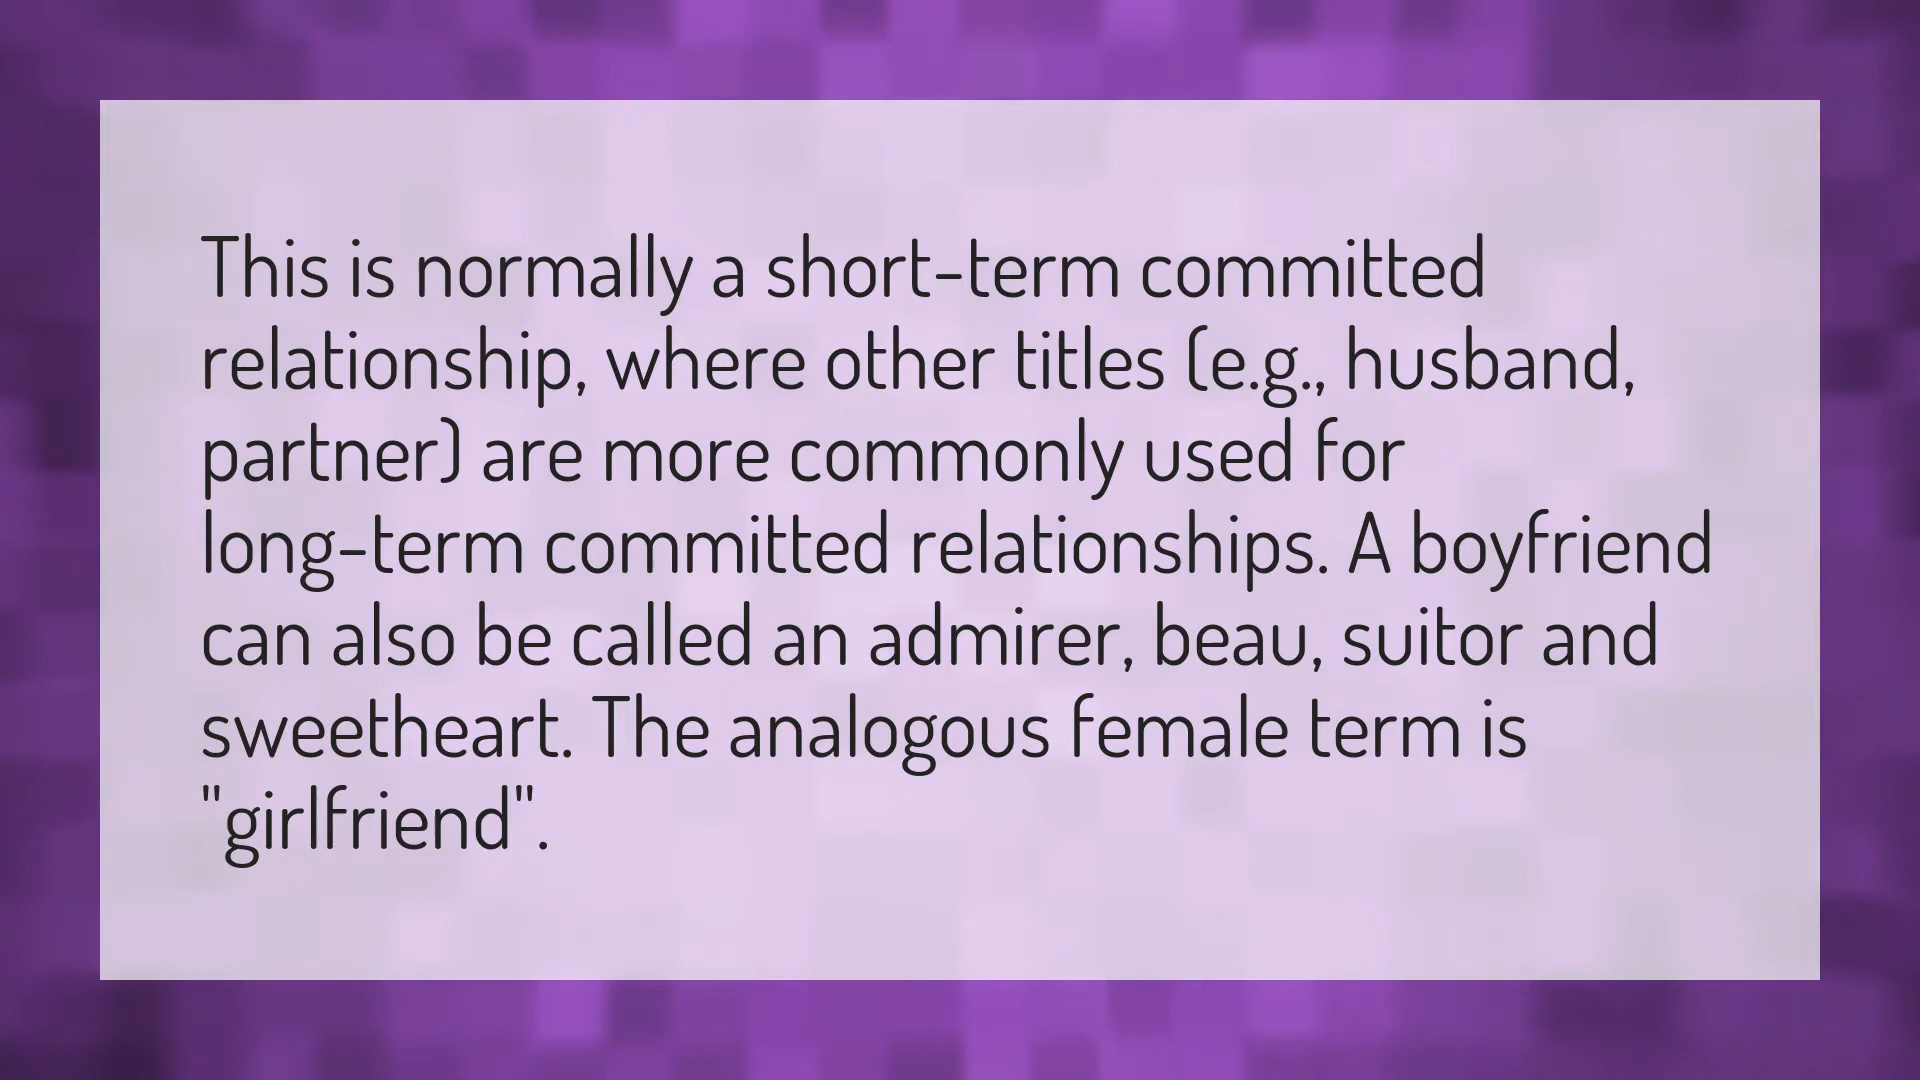 This is normally a short-term committed
relationship, where other titles (e.g., husband,
partner) are more commonly used for
long-term committed relationships. A boyfriend
can also be called an admirer, beau, suitor and
sweetheart. The analogous female term is
"girlfriend".